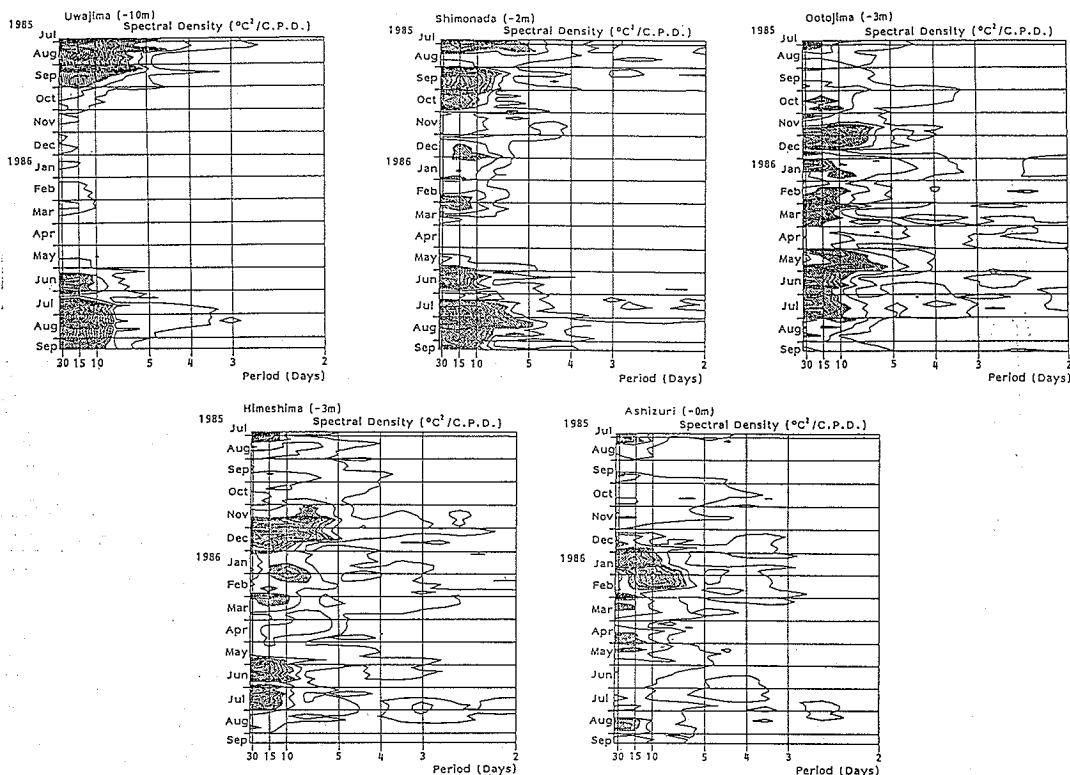 Uwajima (-10m)
1985
Spectral Density (°C²/C.P.D.)
Jul
Aug
Sep
Oct
Nov
Dec
1986
Jan
Feb
Mar
Apr
May
Jun
Jul
Aug
Sep
30 15 10 5 4 3 2
Period (Days)
Shimonada (-2m)
1985
Spectral Density (°C²/C.P.D.)
Jul
Aug
Sep
Oct
Nov
Dec
1986
Jan
Feb
Mar
Apr
May
Jun
Jul
Aug
Sep
30 15 10 5 4 3 2
Period (Days)
Ootojima (-3m)
1985
Spectral Density (°C²/C.P.D.)
Jul
Aug
Sep
Oct
Nov
Dec
1986
Jan
Feb
Mar
Apr
May
Jun
Jul
Aug
Sep
30 15 10 5 4 3 2
Period (Days)
Himeshima (-3m)
1985
Spectral Density (°C²/C.P.D.)
Jul
Aug
Sep
Oct
Nov
Dec
1986
Jan
Feb
Mar
Apr
May
Jun
Jul
Aug
Sep
30 15 10 5 4 3 2
Period (Days)
Ashizuri (-0m)
1985
Spectral Density (°C²/C.P.D.)
Jul
Aug
Sep
Oct
Nov
Dec
1986
Jan
Feb
Mar
Apr
May
Jun
Jul
Aug
Sep
30 15 10 5 4 3 2
Period (Days)